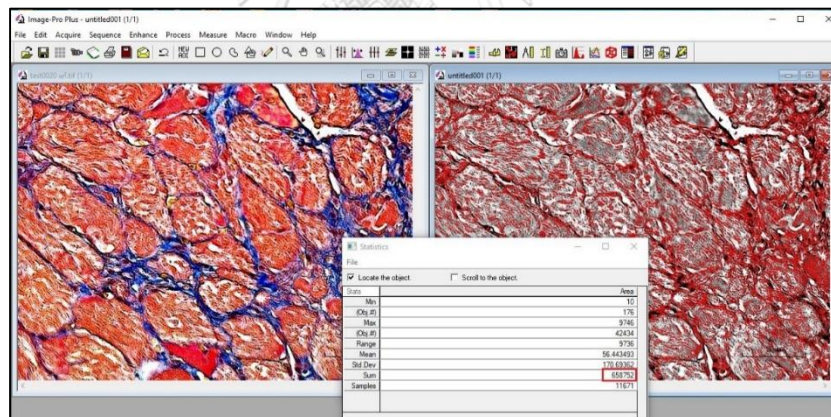 Image-Pro Plus - untitled001 (1/1)
File Edit Acquire Sequence Enhance Process Measure Macro Window Help
untitled001 (1/1)
Statistics
File
Locate the object. Scroll to the object.
Stats Area
Min 10
(Obj.#) 176
Max 9746
(Obj.#) 42434
Range 9736
Mean 56.443493
Std.Dev 170.69362
Sum 658752
Samples 11671